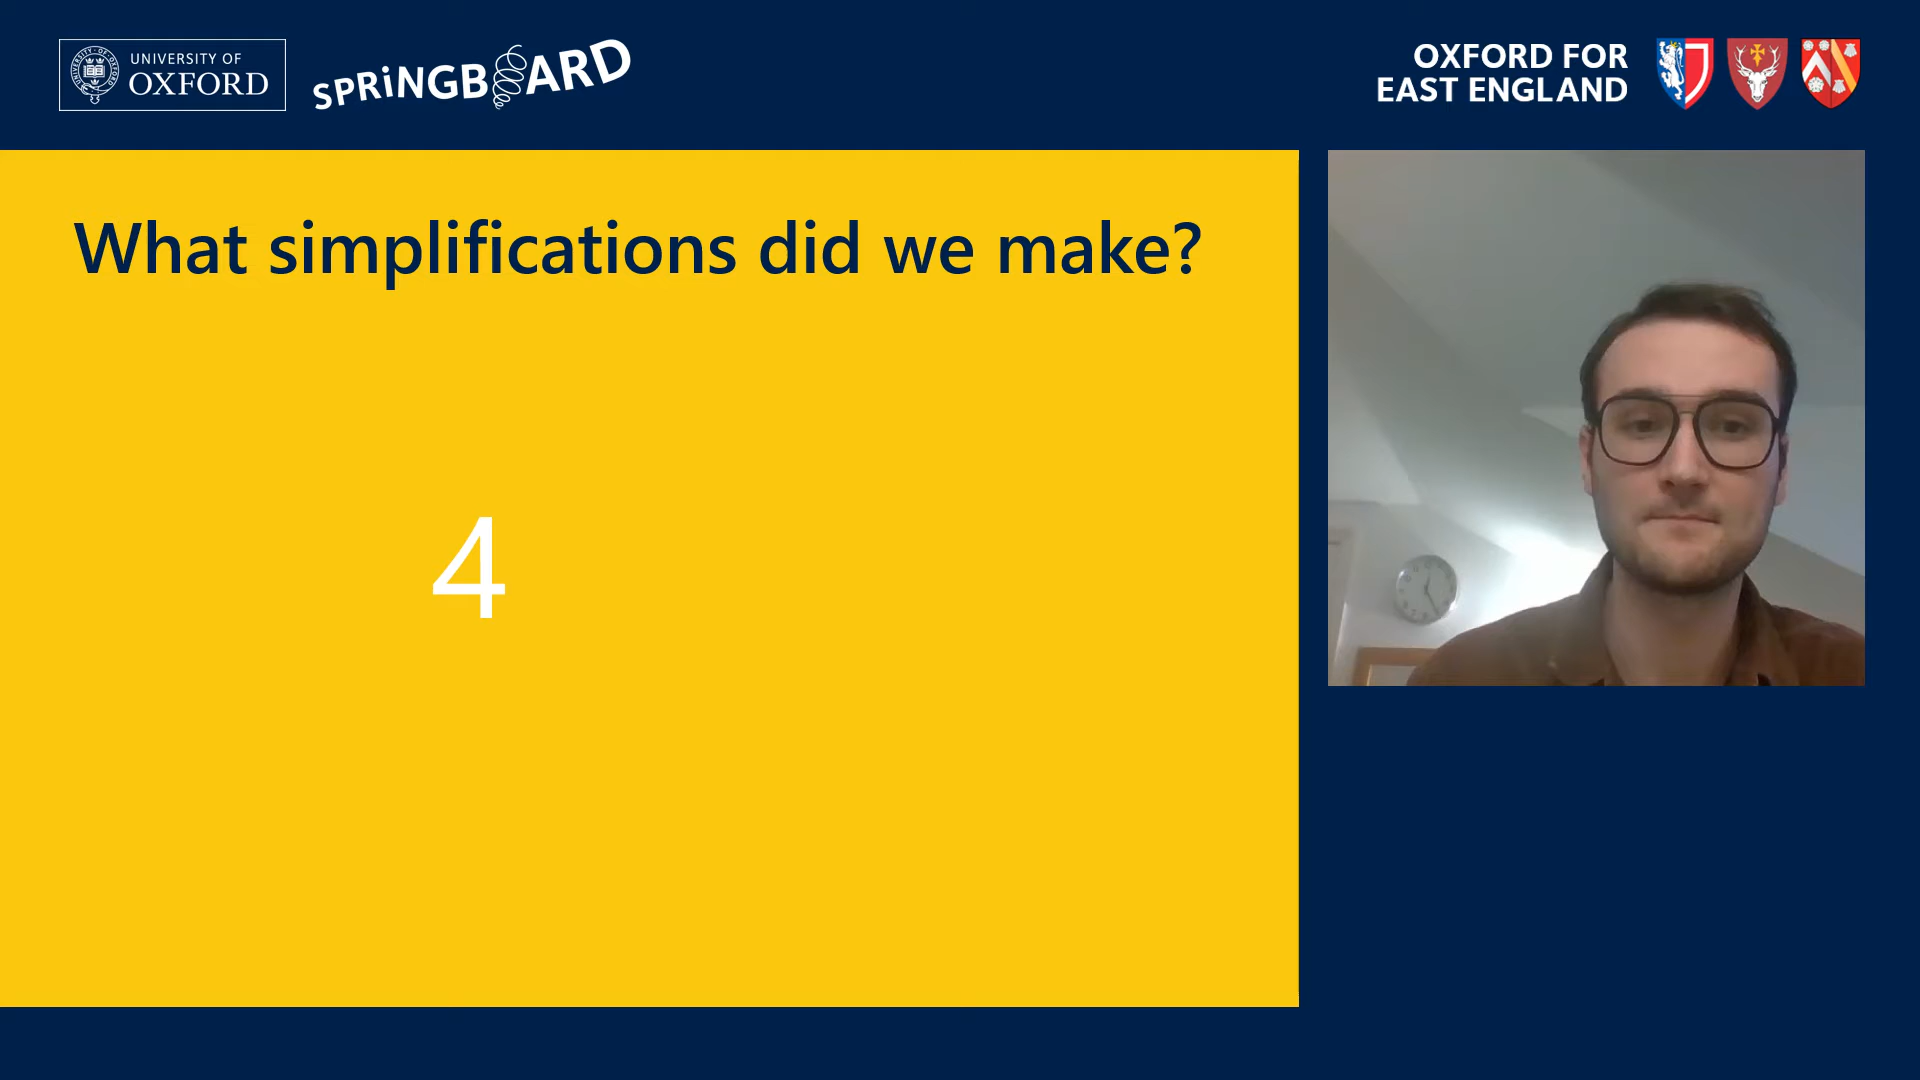 UNIVERSITY OF
OXFORD
SPRiNGBOARD
OXFORD FOR
EAST ENGLAND
What simplifications did we make?
4